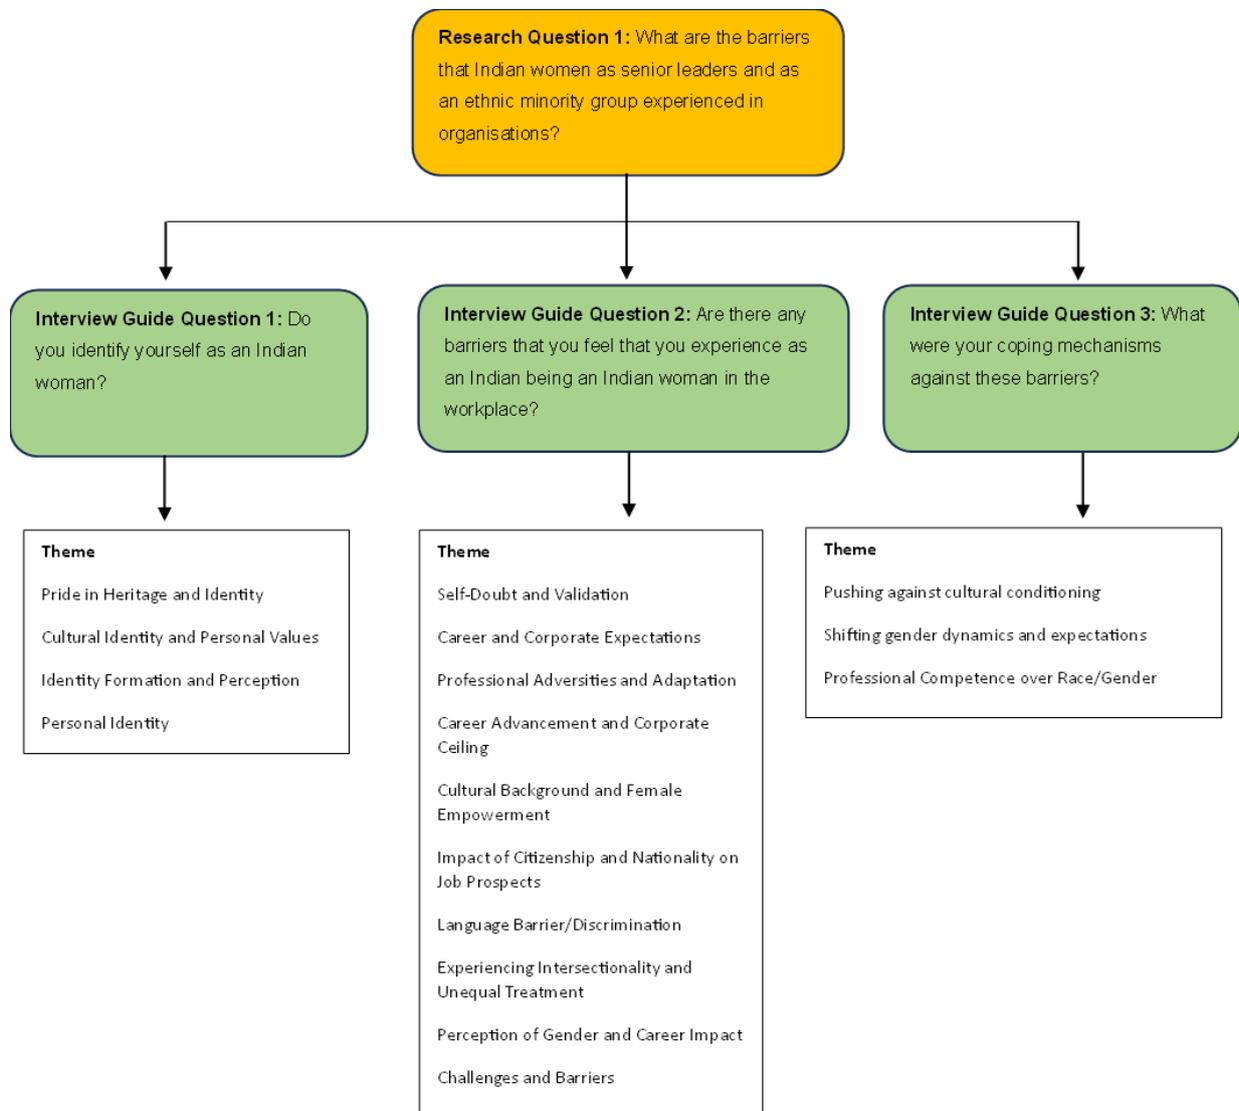 Research Question 1: What are the barriers
that Indian women as senior leaders and as
an ethnic minority group experienced in
organisations?
Interview Guide Question 1: Do
you identify yourself as an Indian
woman?
Interview Guide Question 2: Are there any
barriers that you feel that you experience as
an Indian being an Indian woman in the
workplace?
Interview Guide Question 3: What
were your coping mechanisms
against these barriers?
Theme
Pride in Heritage and Identity
Cultural Identity and Personal Values
Identity Formation and Perception
Personal Identity
Theme
Self-Doubt and Validation
Career and Corporate Expectations
Professional Adversities and Adaptation
Career Advancement and Corporate
Ceiling
Cultural Background and Female
Empowerment
Impact of Citizenship and Nationality on
Job Prospects
Language Barrier/Discrimination
Experiencing Intersectionality and
Unequal Treatment
Perception of Gender and Career Impact
Challenges and Barriers
Theme
Pushing against cultural conditioning
Shifting gender dynamics and expectations
Professional Competence over Race/Gender